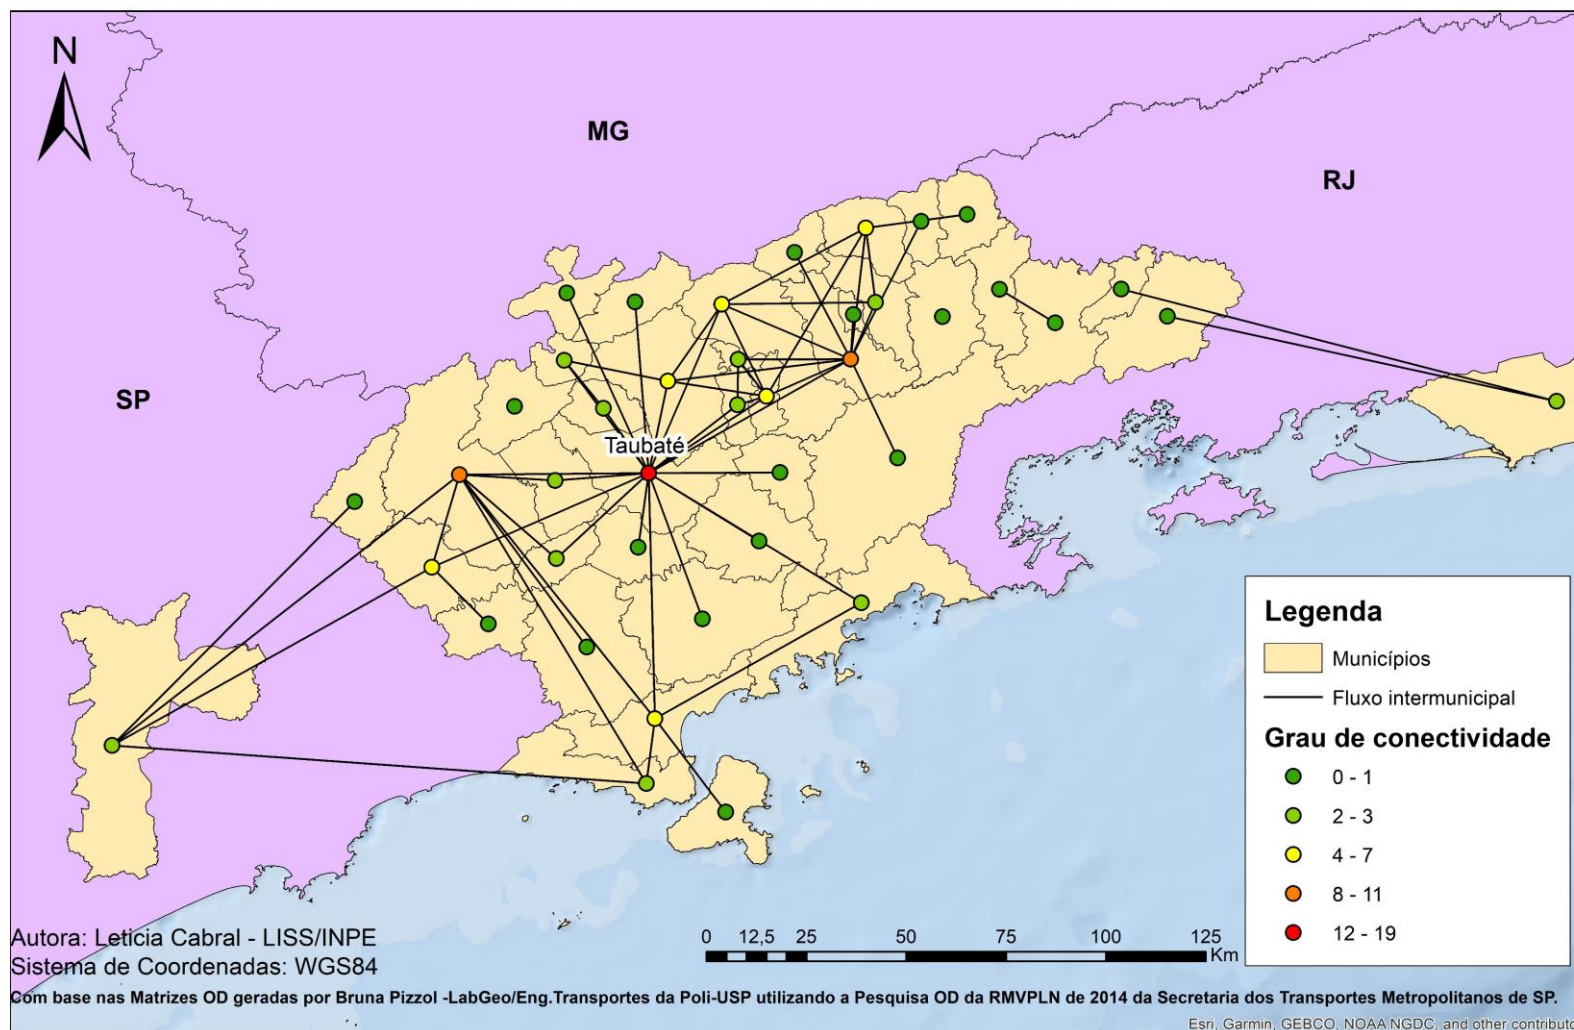 N
MG
RJ
SP
Taubaté
Legenda
Municípios
Fluxo intermunicipal
Grau de conectividade
0 - 1
2 - 3
4 - 7
8 - 11
12 - 19
Autora: Leticia Cabral - LISS/INPE
Sistema de Coordenadas: WGS84
0 12,5 25 50 75 100 125
Km
Com base nas Matrizes OD geradas por Bruna Pizzol -LabGeo/Eng.Transportes da Poli-USP utilizando a Pesquisa OD da RMVPLN de 2014 da Secretaria dos Transportes Metropolitanos de SP.
Esri, Garmin, GEBCO, NOAA NGDC, and other contributo